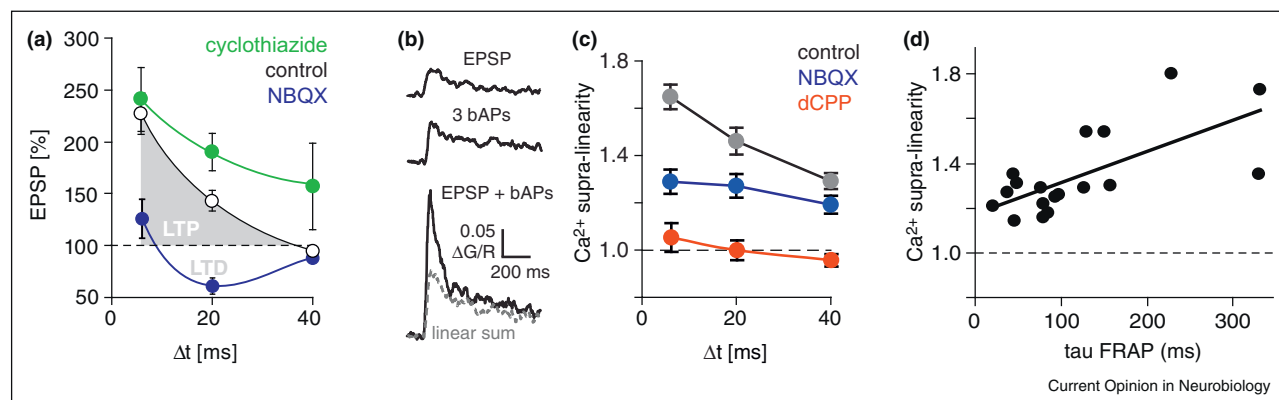 (a)
300
250
200
150
100
50
EPSP [%]
cyclothiazide
control
NBQX
LTP
LTD
0
20
40
Δt [ms]
(b)
EPSP
3 bAPs
EPSP + bAPs
0.05
ΔG/R
200 ms
linear sum
(c)
1.8
1.4
1.0
Ca2+ supra-linearity
control
NBQX
dCPP
0
20
40
Δt [ms]
(d)
1.8
1.4
1.0
Ca2+ supra-linearity
0
100
200
300
tau FRAP (ms)
Current Opinion in Neurobiology